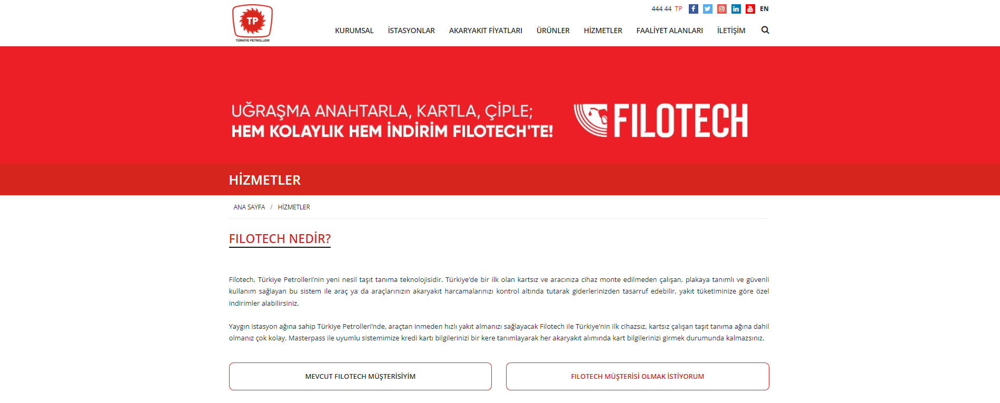 TP
TÜRKİYE PETROLLERİ
444 44 TP
EN
KURUMSAL
İSTASYONLAR
AKARYAKIT FİYATLARI
ÜRÜNLER
HİZMETLER
FAALİYET ALANLARI
İLETİŞİM
UĞRAŞMA ANAHTARLA, KARTLA, ÇİPLE;
HEM KOLAYLIK HEM İNDİRİM FILOTECH'TE!
FILOTECH
HİZMETLER
ANA SAYFA / HİZMETLER
FILOTECH NEDİR?
Filotech, Türkiye Petrolleri’nin yeni nesil taşıt tanıma teknolojisidir. Türkiye’de bir ilk olan kartsız ve aracınıza cihaz monte edilmeden çalışan, plakaya tanımlı ve güvenli
kullanım sağlayan bu sistem ile araç ya da araçlarınızın akaryakıt harcamalarınızı kontrol altında tutarak giderlerinizden tasarruf edebilir, yakıt tüketiminize göre özel
indirimler alabilirsiniz.
Yaygın istasyon ağına sahip Türkiye Petrolleri’nde, araçtan inmeden hızlı yakıt almanızı sağlayacak Filotech ile Türkiye’nin ilk cihazsız, kartsız çalışan taşıt tanıma ağına dahil
olmanız çok kolay. Masterpass ile uyumlu sistemimize kredi kartı bilgilerinizi bir kere tanımlayarak her akaryakıt alımında kart bilgilerinizi girmek durumunda kalmazsınız.
MEVCUT FILOTECH MÜŞTERİSİYİM
FILOTECH MÜŞTERİSİ OLMAK İSTİYORUM